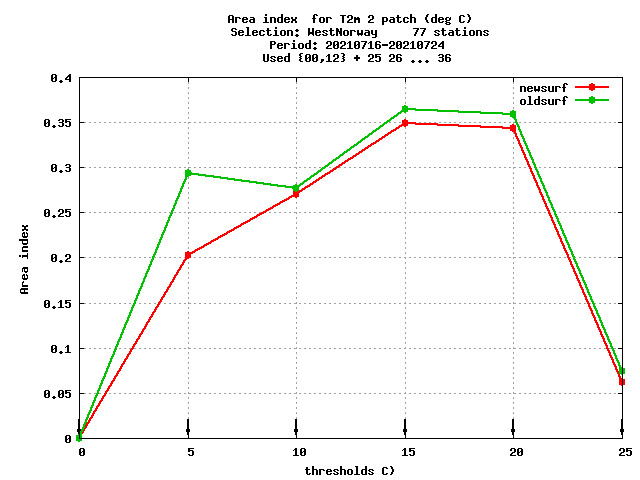 Area index  for T2m 2 patch (deg C)
Selection: WestNorway     77 stations
Period: 20210716-20210724
Used {00,12} + 25 26 ... 36
newsurf
oldsurf
0.4
0.35
0.3
0.25
0.2
0.15
0.1
0.05
0
Area index
0 5 10 15 20 25
thresholds C)